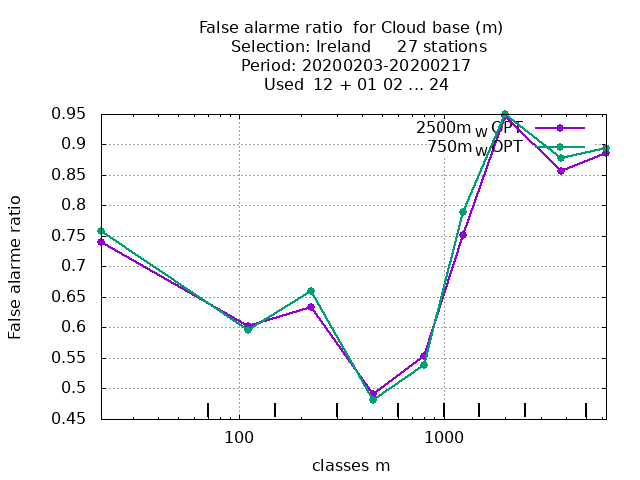 False alarme ratio  for Cloud base (m)
Selection: Ireland     27 stations
Period: 20200203-20200217
Used  12 + 01 02 ... 24
2500m W OPT
750m W OPT
0.95
0.9
0.85
0.8
0.75
0.7
0.65
0.6
0.55
0.5
0.45
False alarme ratio
100 1000
classes m